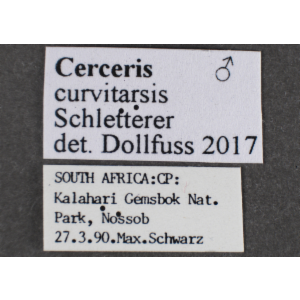 Cerceris ♂
curvitarsis
Schletterer
det. Dollfuss 2017
SOUTH AFRICA:CP:
Kalahari Gemsbok Nat.
Park, Nossob
27.3.90.Max.Schwarz